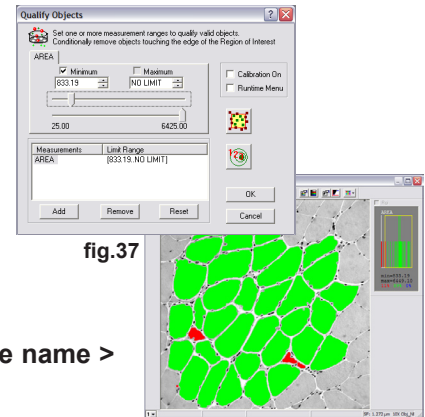 Qualify Objects
Set one or more measurement ranges to qualify valid objects.
Conditionally remove objects touching the edge of the Region of Interest
AREA
Minimum
Maximum
833.19
NO LIMIT
Calibration On
Runtime Menu
25.00
6425.00
Measurements
Limit Range
AREA
[833.19..NO LIMIT]
Add
Remove
Reset
OK
Cancel
fig.37
AREA
e name >